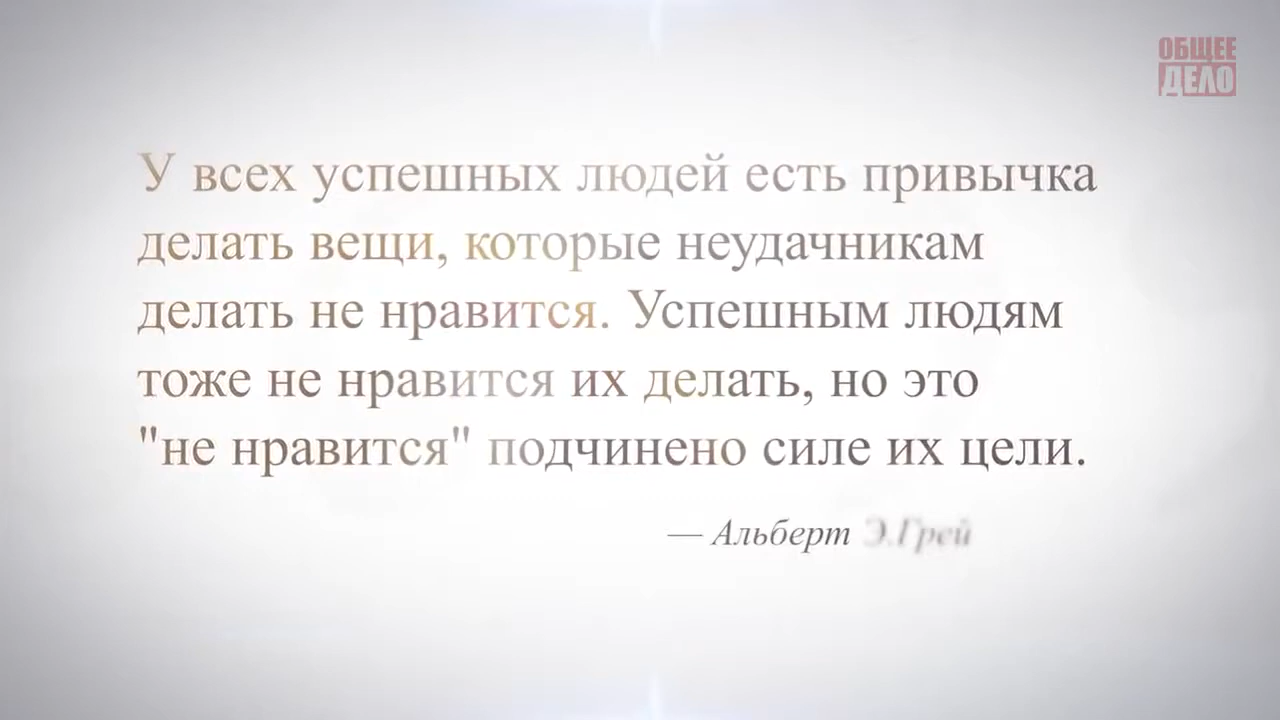 ОБЩЕЕ
ДЕЛО
У всех успешных людей есть привычка
делать вещи, которые неудачникам
делать не нравится. Успешным людям
тоже не нравится их делать, но это
"не нравится" подчинено силе их цели.
— Альберт Э.Грей